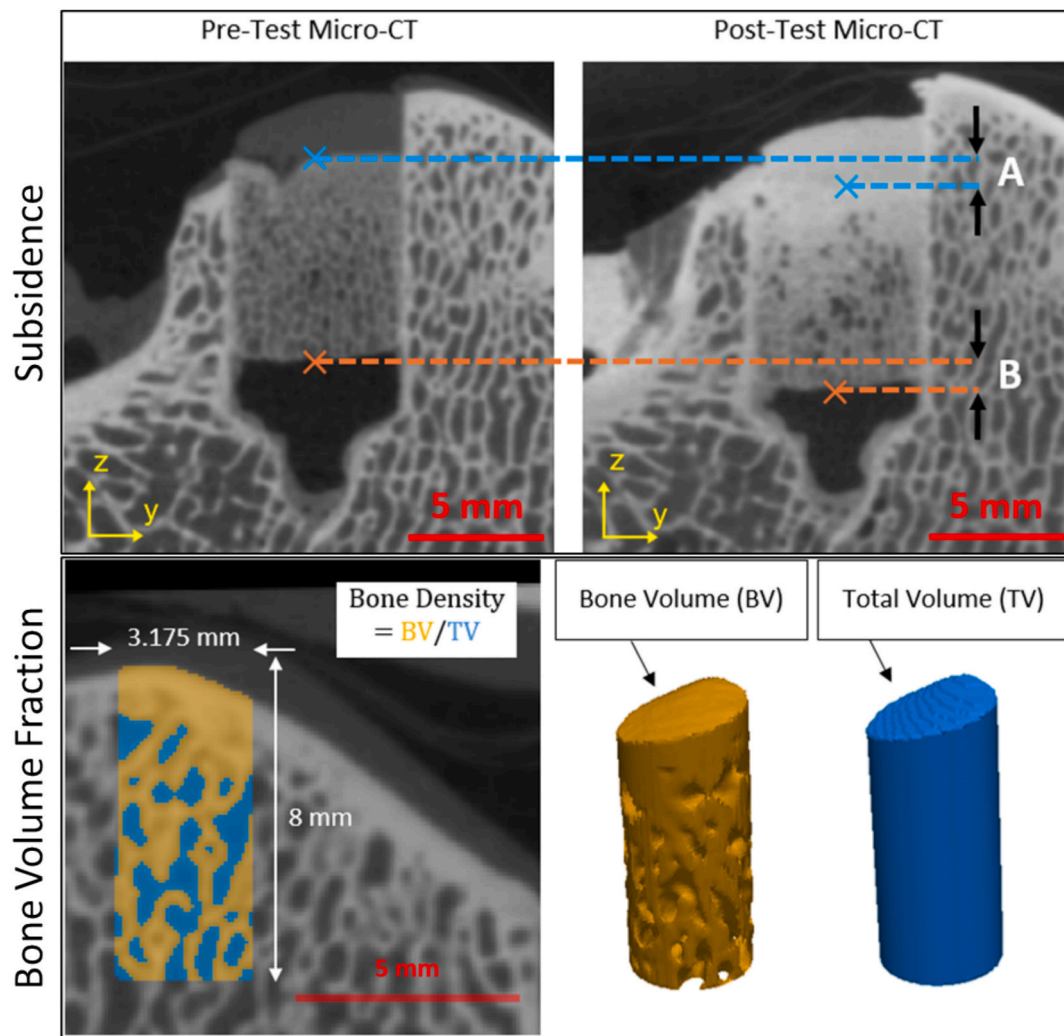 Pre-Test Micro-CT
Post-Test Micro-CT
Subsidence
A
B
z
y
5 mm
z
y
5 mm
Bone Volume Fraction
Bone Density
= BV/TV
3.175 mm
8 mm
5 mm
Bone Volume (BV)
Total Volume (TV)